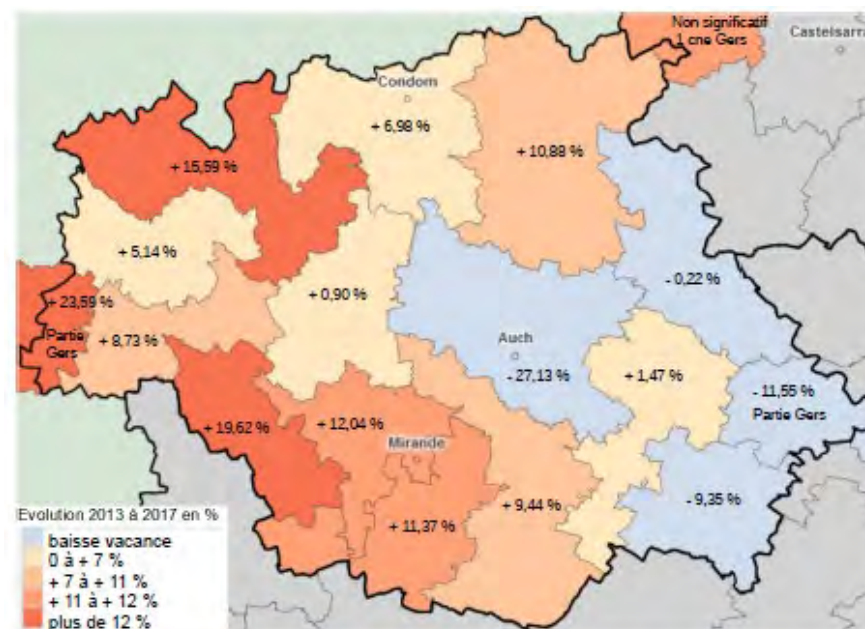 Non significatif
1 cne Gers
Castelsarra
Condom
+ 6,98 %
+ 10,88 %
+ 15,59 %
+ 5,14 %
- 0,22 %
+ 23,59 %
+ 0,90 %
Partie
Gers
+ 8,73 %
Auch
- 27,13 %
+ 1,47 %
- 11,55 %
Partie Gers
+ 19,62 %
+ 12,04 %
Mirande
- 9,35 %
+ 9,44 %
+ 11,37 %
Evolution 2013 à 2017 en %
baisse vacance
0 à + 7 %
+ 7 à + 11 %
+ 11 à + 12 %
plus de 12 %